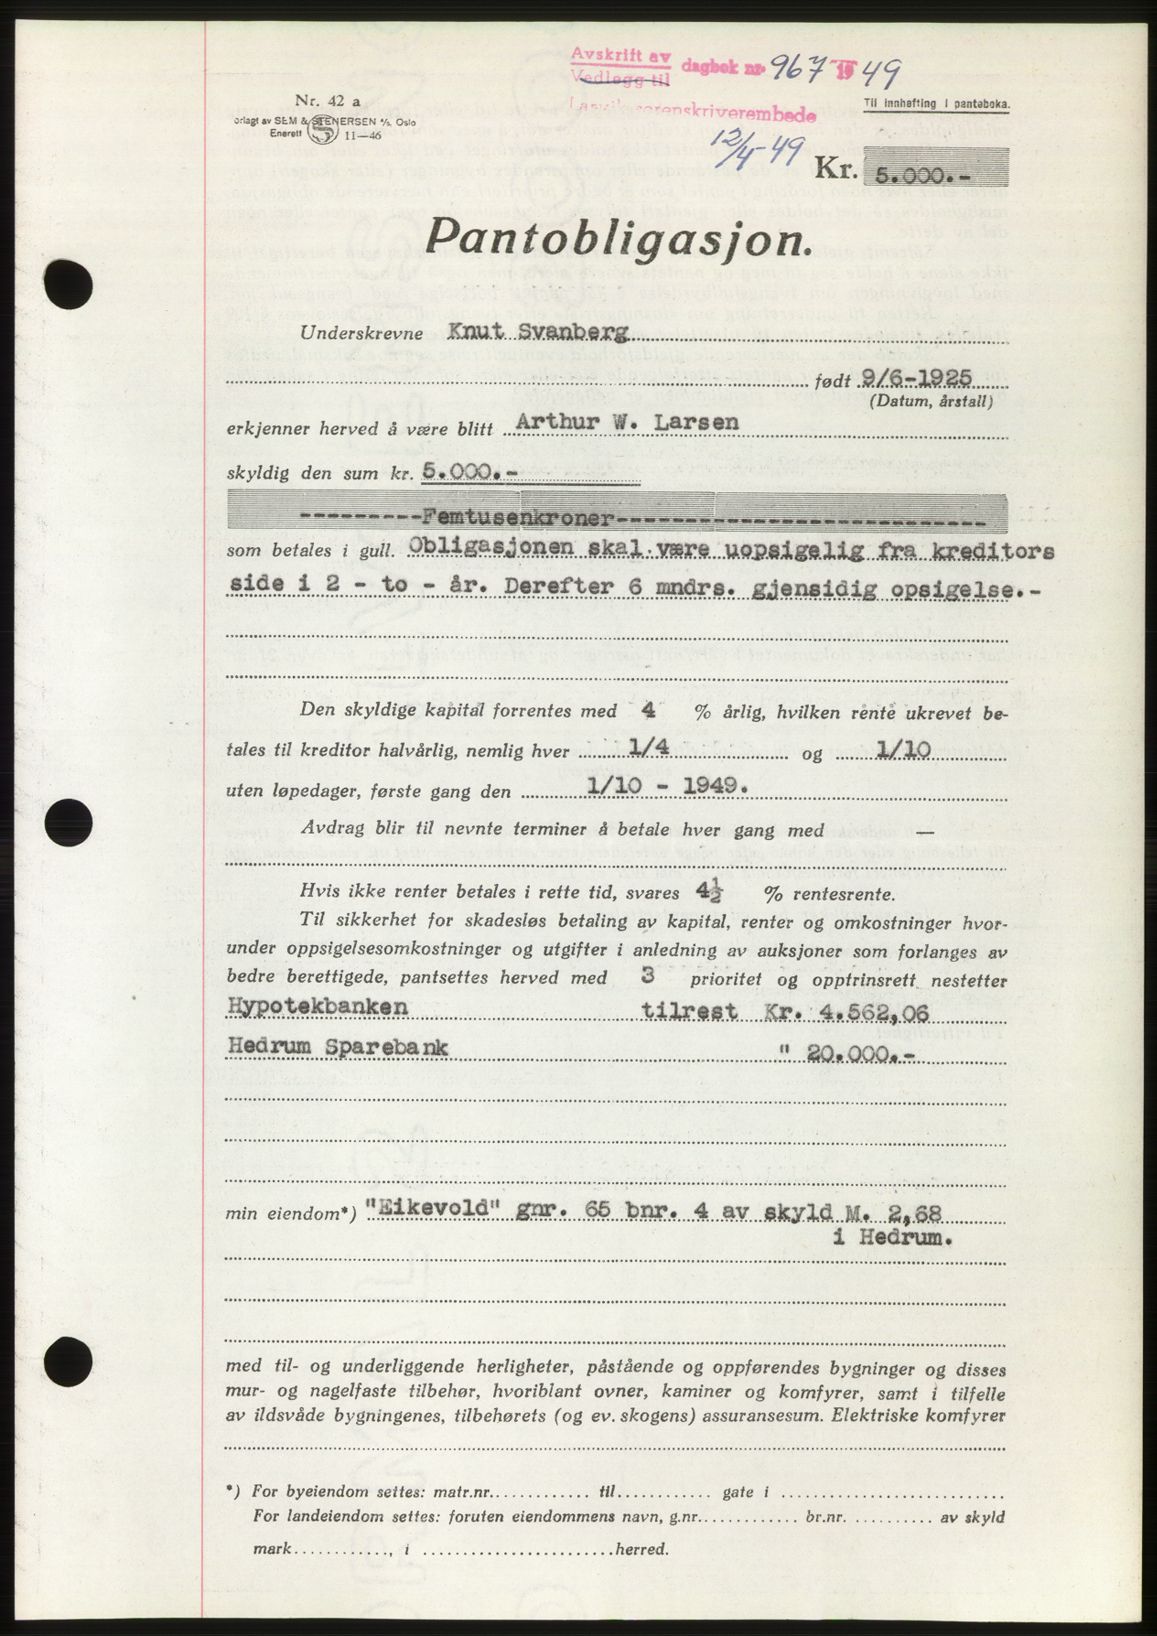 Avskrift av
Vedlegg til
dagbek nr. 967 19 49
sorenskriverembede
12/4-49
Nr. 42 a
orlagt av SEM & STENERSEN A/S, Oslo
Enerett S 11—46
Til innhefting i panteboka.
Kr. 5.000.-
Pantobligasjon.
Underskrevne Knut Svanberg
født 9/6-1925
(Datum, årstall)
erkjenner herved å være blitt Arthur W. Larsen
skyldig den sum kr. 5.000.-
---------Femtusenkroner---------------------------
som betales i gull. Obligasjonen skal være uopsigelig fra kreditors
side i 2 - to - år. Derefter 6 mndrs. gjensidig opsigelse.-
Den skyldige kapital forrentes med 4 % årlig, hvilken rente ukrevet be-
tales til kreditor halvårlig, nemlig hver 1/4 og 1/10
uten løpedager, første gang den 1/10 - 1949.
Avdrag blir til nevnte terminer å betale hver gang med —
Hvis ikke renter betales i rette tid, svares 4½ % rentesrente.
Til sikkerhet for skadesløs betaling av kapital, renter og omkostninger hvor-
under oppsigelsesomkostninger og utgifter i anledning av auksjoner som forlanges av
bedre berettigede, pantsettes herved med 3 prioritet og opptrinsrett nestetter
Hypotekbanken tilrest Kr. 4.562,06
Hedrum Sparebank " 20.000.-
min eiendom*) "Eikevold" gnr. 65 bnr. 4 av skyld M. 2,68
i Hedrum.
med til- og underliggende herligheter, påstående og oppførendes bygninger og disses
mur- og nagelfaste tilbehør, hvoriblant ovner, kaminer og komfyrer, samt i tilfelle
av ildsvåde bygningenes, tilbehørets (og ev. skogens) assuransesum. Elektriske komfyrer
*) For byeiendom settes: matr.nr............. til............ gate i ............................
For landeiendom settes: foruten eiendommens navn, g.nr............. br.nr. ........... av skyld
mark............, i ........................herred.